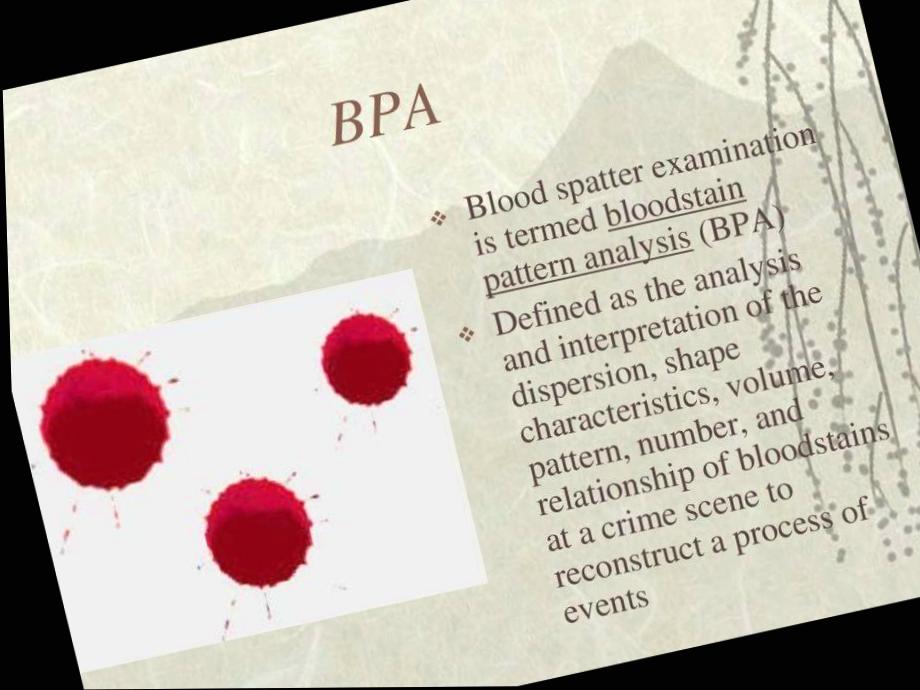 BPA
Blood spatter examination
is termed bloodstain
pattern analysis (BPA)
Defined as the analysis
and interpretation of the
dispersion, shape
characteristics, volume,
pattern, number, and
relationship of bloodstains
at a crime scene to
reconstruct a process of
events